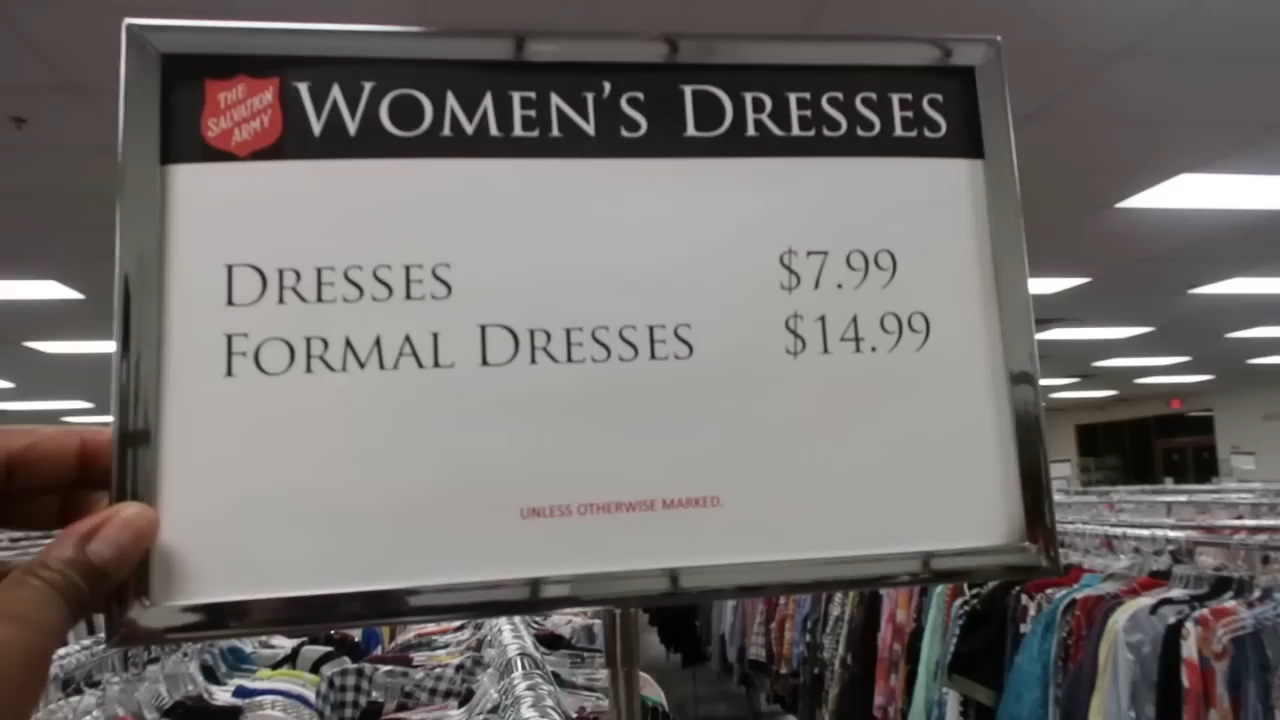 THE
SALVATION
ARMY
WOMEN'S DRESSES
DRESSES $7.99
FORMAL DRESSES $14.99
UNLESS OTHERWISE MARKED.